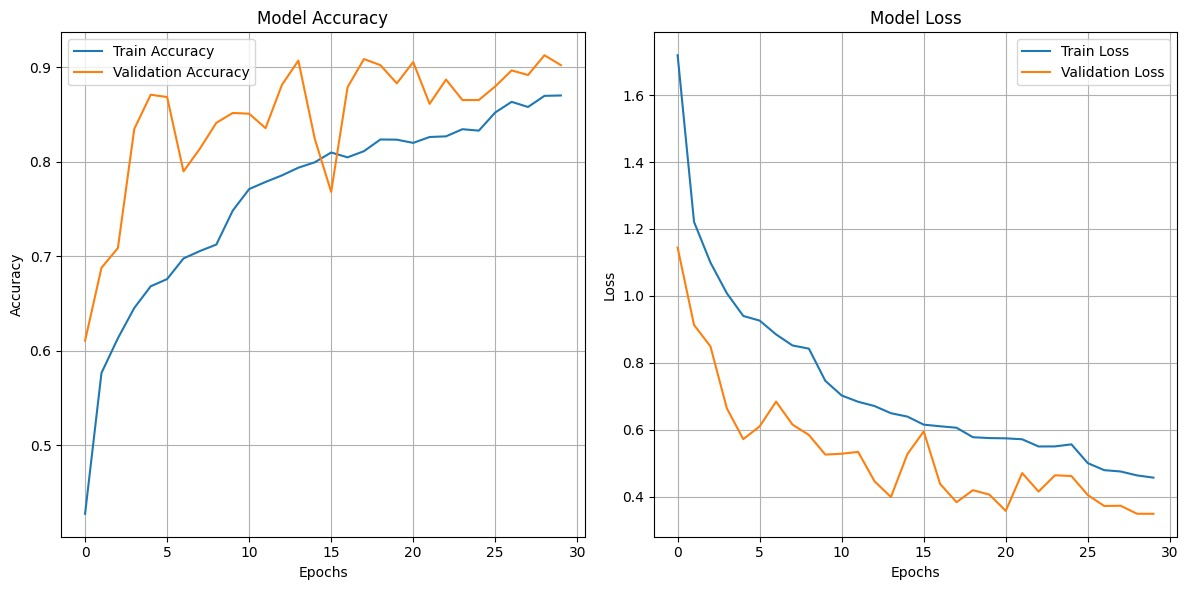 Model Accuracy
Train Accuracy
Validation Accuracy
Accuracy
0.9
0.8
0.7
0.6
0.5
0 5 10 15 20 25 30
Epochs
Model Loss
Train Loss
Validation Loss
Loss
1.6
1.4
1.2
1.0
0.8
0.6
0.4
0 5 10 15 20 25 30
Epochs